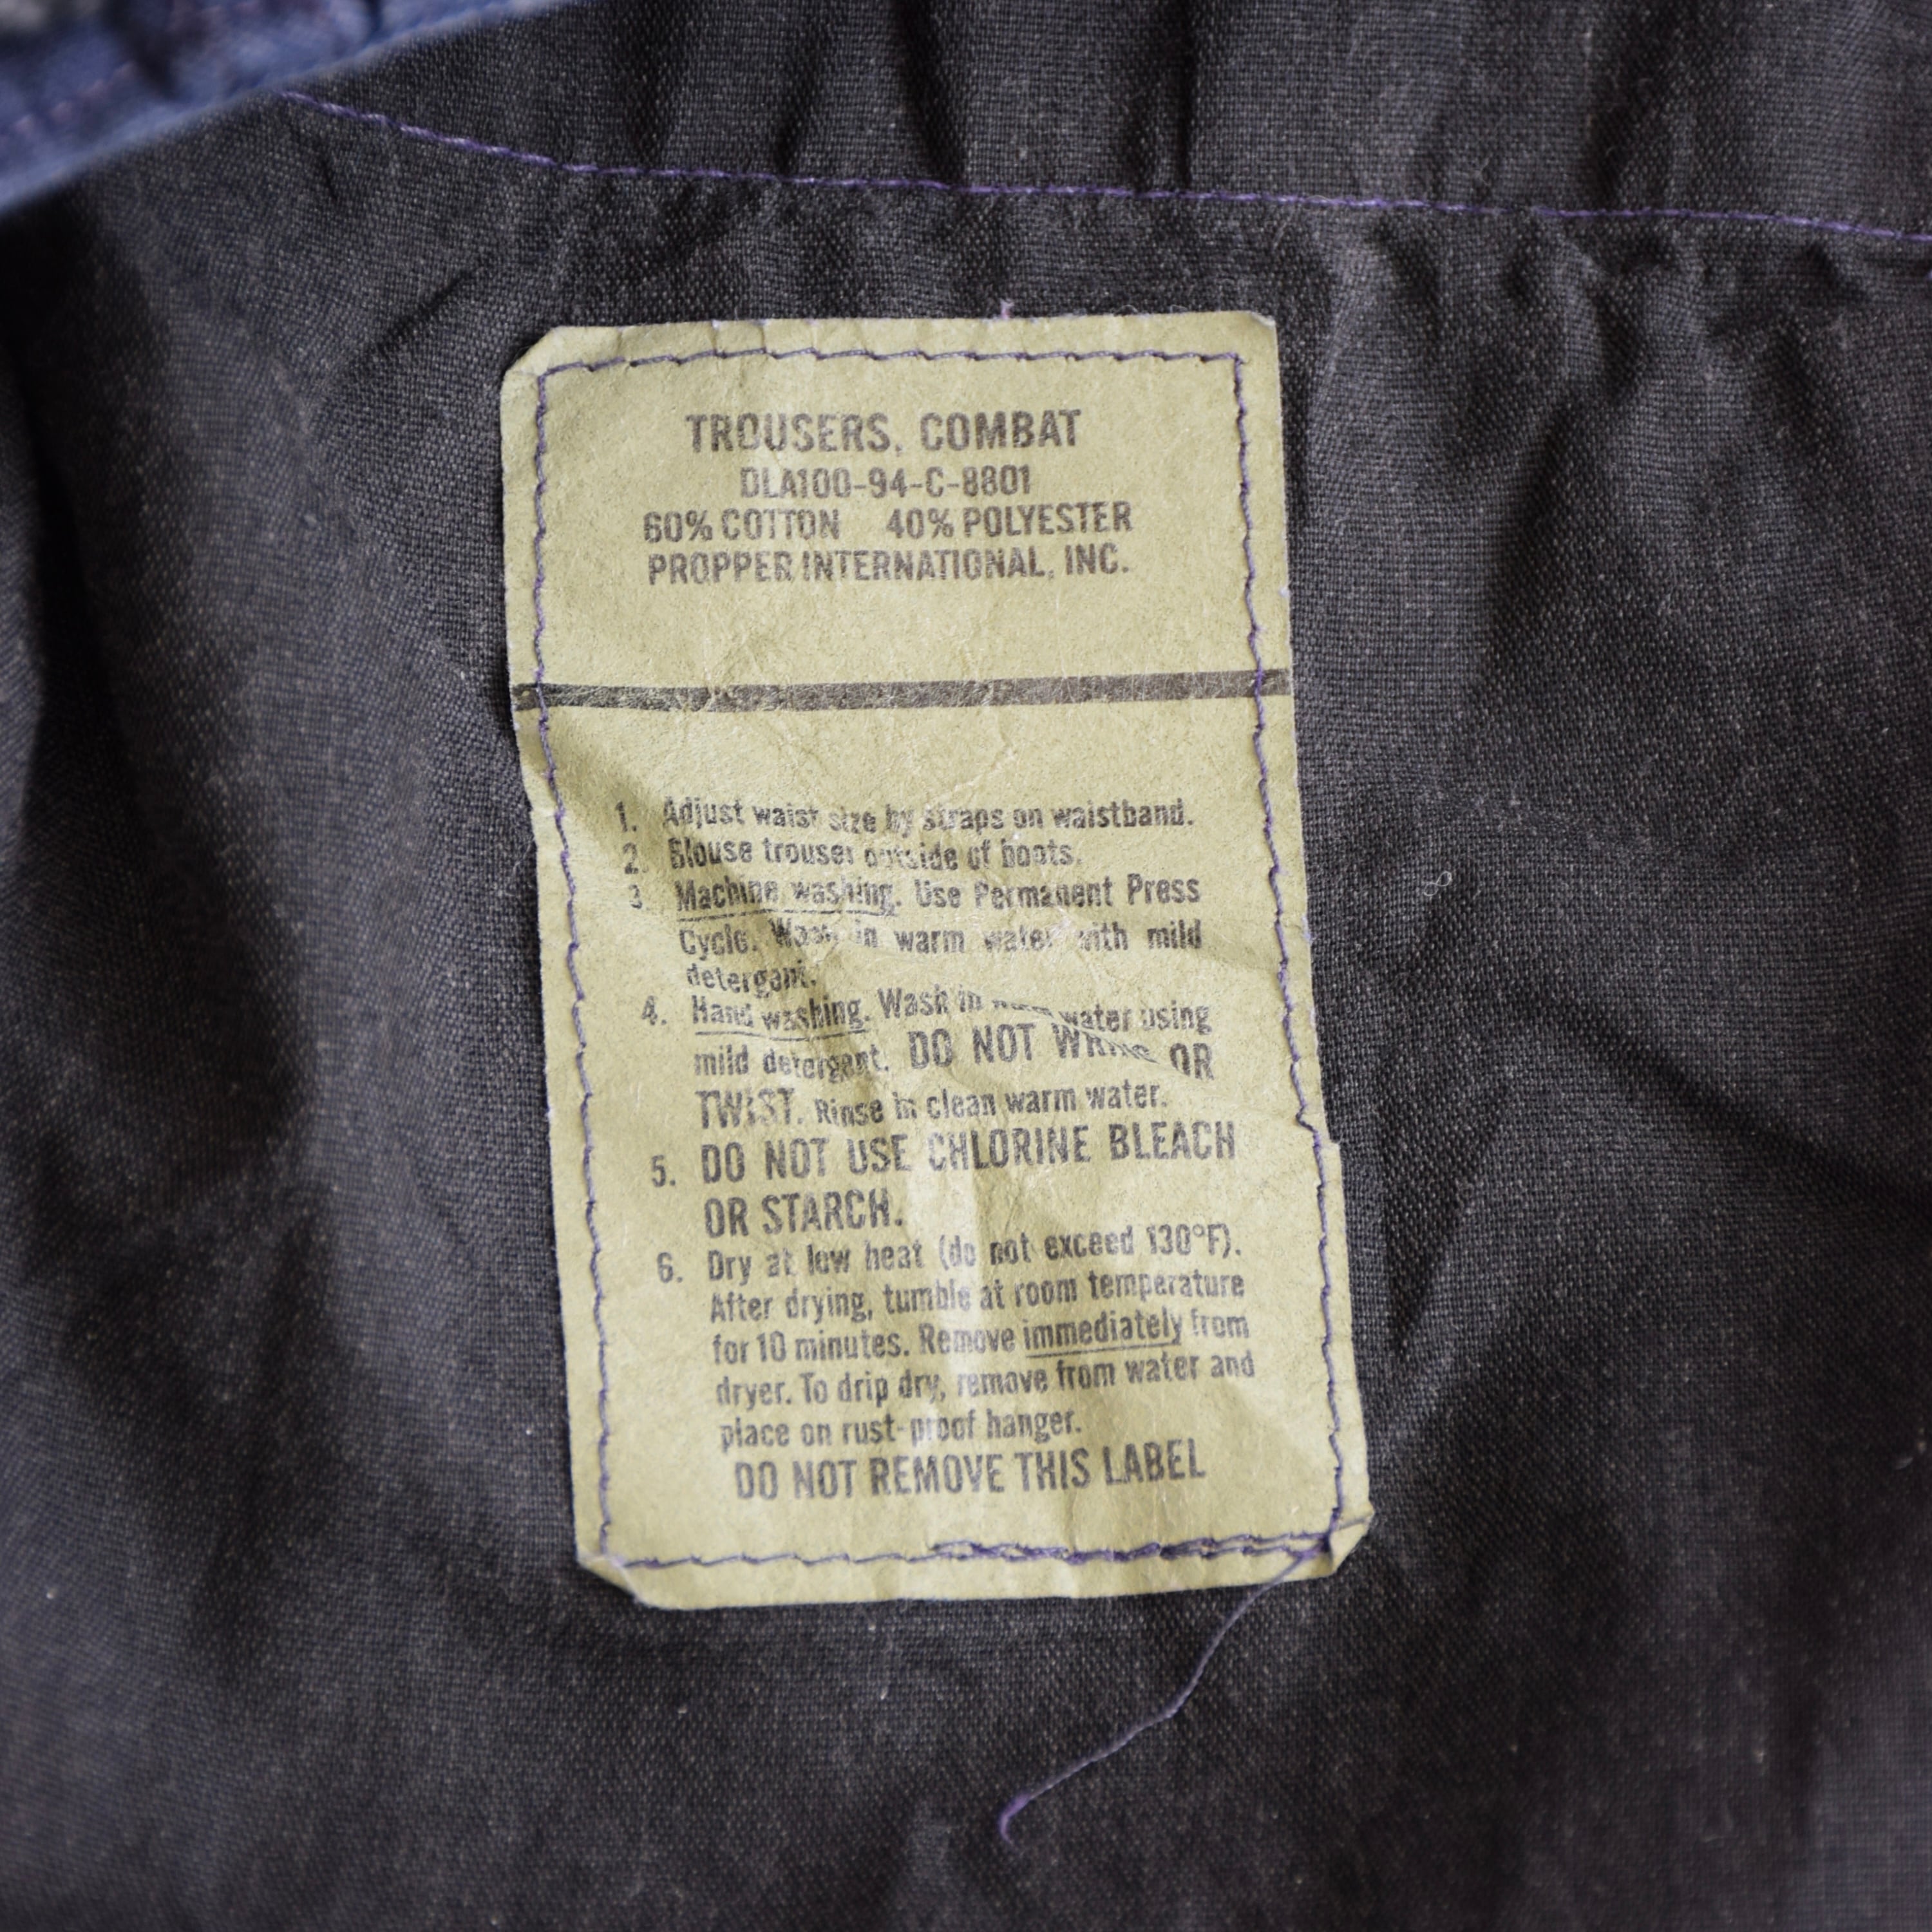 TROUSERS, COMBAT
DLA100-94-C-8801
60% COTTON 40% POLYESTER
PROPPER INTERNATIONAL, INC.
1. Adjust waist size by straps on waistband.
2. Blouse trouser outside of boots.
3 Machine washing. Use Permanent Press
Cycle. Wash in warm water with mild
detergent.
4. Hand washing. Wash in water using
mild detergent. DO NOT WRING OR
TWIST. Rinse in clean warm water.
5. DO NOT USE CHLORINE BLEACH
OR STARCH.
6. Dry at low heat (do not exceed 130°F).
After drying, tumble at room temperature
for 10 minutes. Remove immediately from
dryer. To drip dry, remove from water and
place on rust-proof hanger.
DO NOT REMOVE THIS LABEL